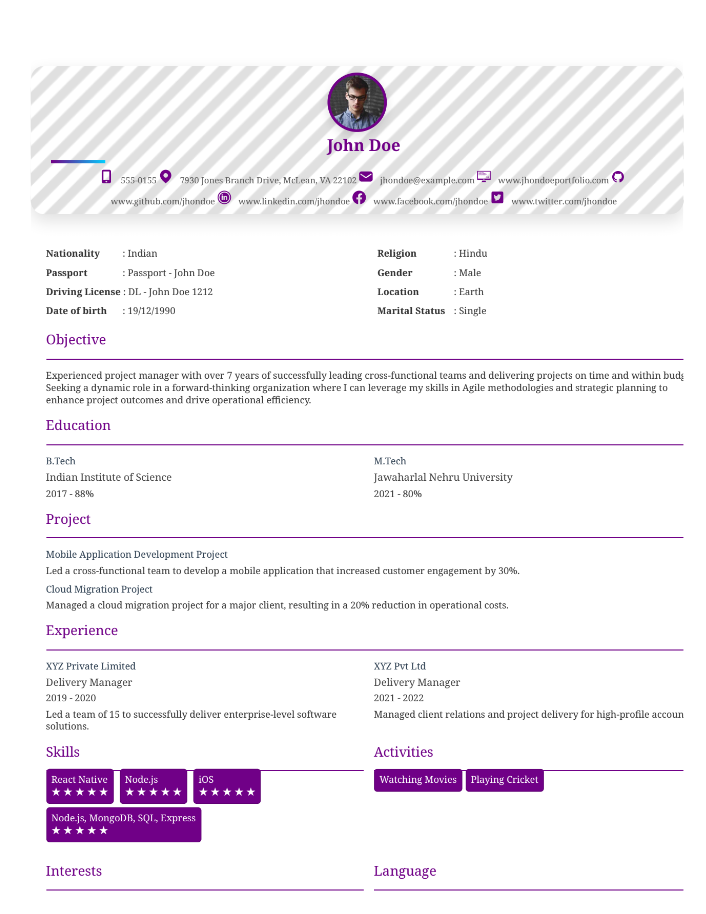 John Doe
555-0155 7930 Jones Branch Drive, McLean, VA 22102 jhondoe@example.com www.jhondoeportfolio.com
www.github.com/jhondoe www.linkedin.com/jhondoe www.facebook.com/jhondoe www.twitter.com/jhondoe
Nationality : Indian
Religion : Hindu
Passport : Passport - John Doe
Gender : Male
Driving License : DL - John Doe 1212
Location : Earth
Date of birth : 19/12/1990
Marital Status : Single
Objective
Experienced project manager with over 7 years of successfully leading cross-functional teams and delivering projects on time and within budg
Seeking a dynamic role in a forward-thinking organization where I can leverage my skills in Agile methodologies and strategic planning to
enhance project outcomes and drive operational efficiency.
Education
B.Tech
Indian Institute of Science
2017 - 88%
M.Tech
Jawaharlal Nehru University
2021 - 80%
Project
Mobile Application Development Project
Led a cross-functional team to develop a mobile application that increased customer engagement by 30%.
Cloud Migration Project
Managed a cloud migration project for a major client, resulting in a 20% reduction in operational costs.
Experience
XYZ Private Limited
Delivery Manager
2019 - 2020
Led a team of 15 to successfully deliver enterprise-level software
solutions.
XYZ Pvt Ltd
Delivery Manager
2021 - 2022
Managed client relations and project delivery for high-profile accoun
Skills
React Native
★★★★★
Node.js
★★★★★
iOS
★★★★★
Node.js, MongoDB, SQL, Express
★★★★★
Activities
Watching Movies
Playing Cricket
Interests
Language